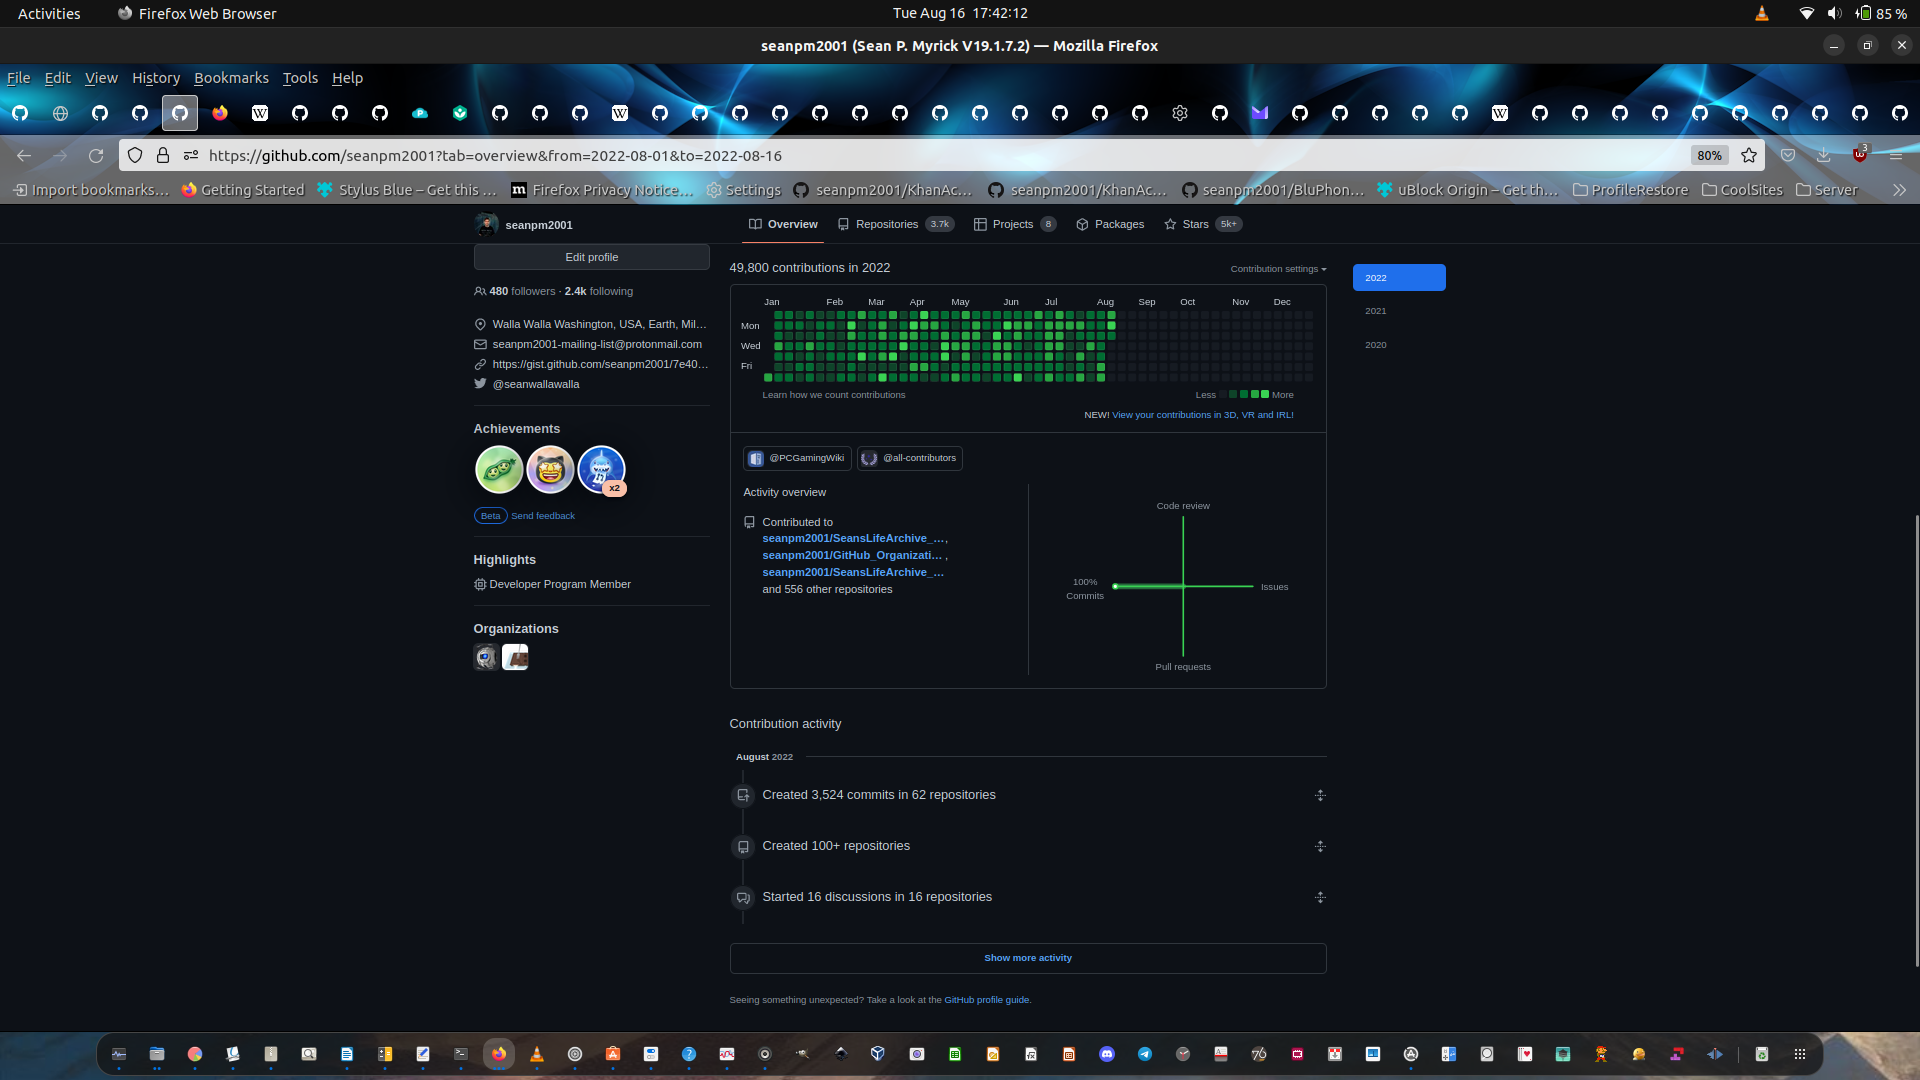 Activities
Firefox Web Browser
Tue Aug 16 17:42:12
85 %
seanpm2001 (Sean P. Myrick V19.1.7.2) — Mozilla Firefox
File Edit View History Bookmarks Tools Help
https://github.com/seanpm2001?tab=overview&from=2022-08-01&to=2022-08-16
80%
3
Import bookmarks…
Getting Started
Stylus Blue – Get this …
Firefox Privacy Notice…
Settings
seanpm2001/KhanAc…
seanpm2001/KhanAc…
seanpm2001/BluPhon…
uBlock Origin – Get th…
ProfileRestore
CoolSites
Server
seanpm2001
Overview
Repositories 3.7k
Projects 8
Packages
Stars 5k+
Edit profile
480 followers · 2.4k following
Walla Walla Washington, USA, Earth, Mil…
seanpm2001-mailing-list@protonmail.com
https://gist.github.com/seanpm2001/7e40…
@seanwallawalla
Achievements
x2
Beta Send feedback
Highlights
Developer Program Member
Organizations
49,800 contributions in 2022
Contribution settings
Jan Feb Mar Apr May Jun Jul Aug Sep Oct Nov Dec
Mon
Wed
Fri
Learn how we count contributions
Less
More
NEW! View your contributions in 3D, VR and IRL!
@PCGamingWiki
@all-contributors
Activity overview
Contributed to
seanpm2001/SeansLifeArchive_…,
seanpm2001/GitHub_Organizati… ,
seanpm2001/SeansLifeArchive_…
and 556 other repositories
Code review
100%
Commits
Issues
Pull requests
2022
2021
2020
Contribution activity
August 2022
Created 3,524 commits in 62 repositories
Created 100+ repositories
Started 16 discussions in 16 repositories
Show more activity
Seeing something unexpected? Take a look at the GitHub profile guide.